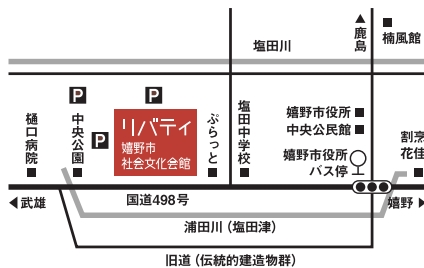 塩田川
鹿島
楠風館
P
P
P
樋口病院
中央公園
リバティ
嬉野市
社会文化会館
ぷらっと
塩田中学校
嬉野市役所
中央公民館
嬉野市役所
バス停
割烹
花佳
武雄
国道498号
嬉野
浦田川（塩田津）
旧道（伝統的建造物群）